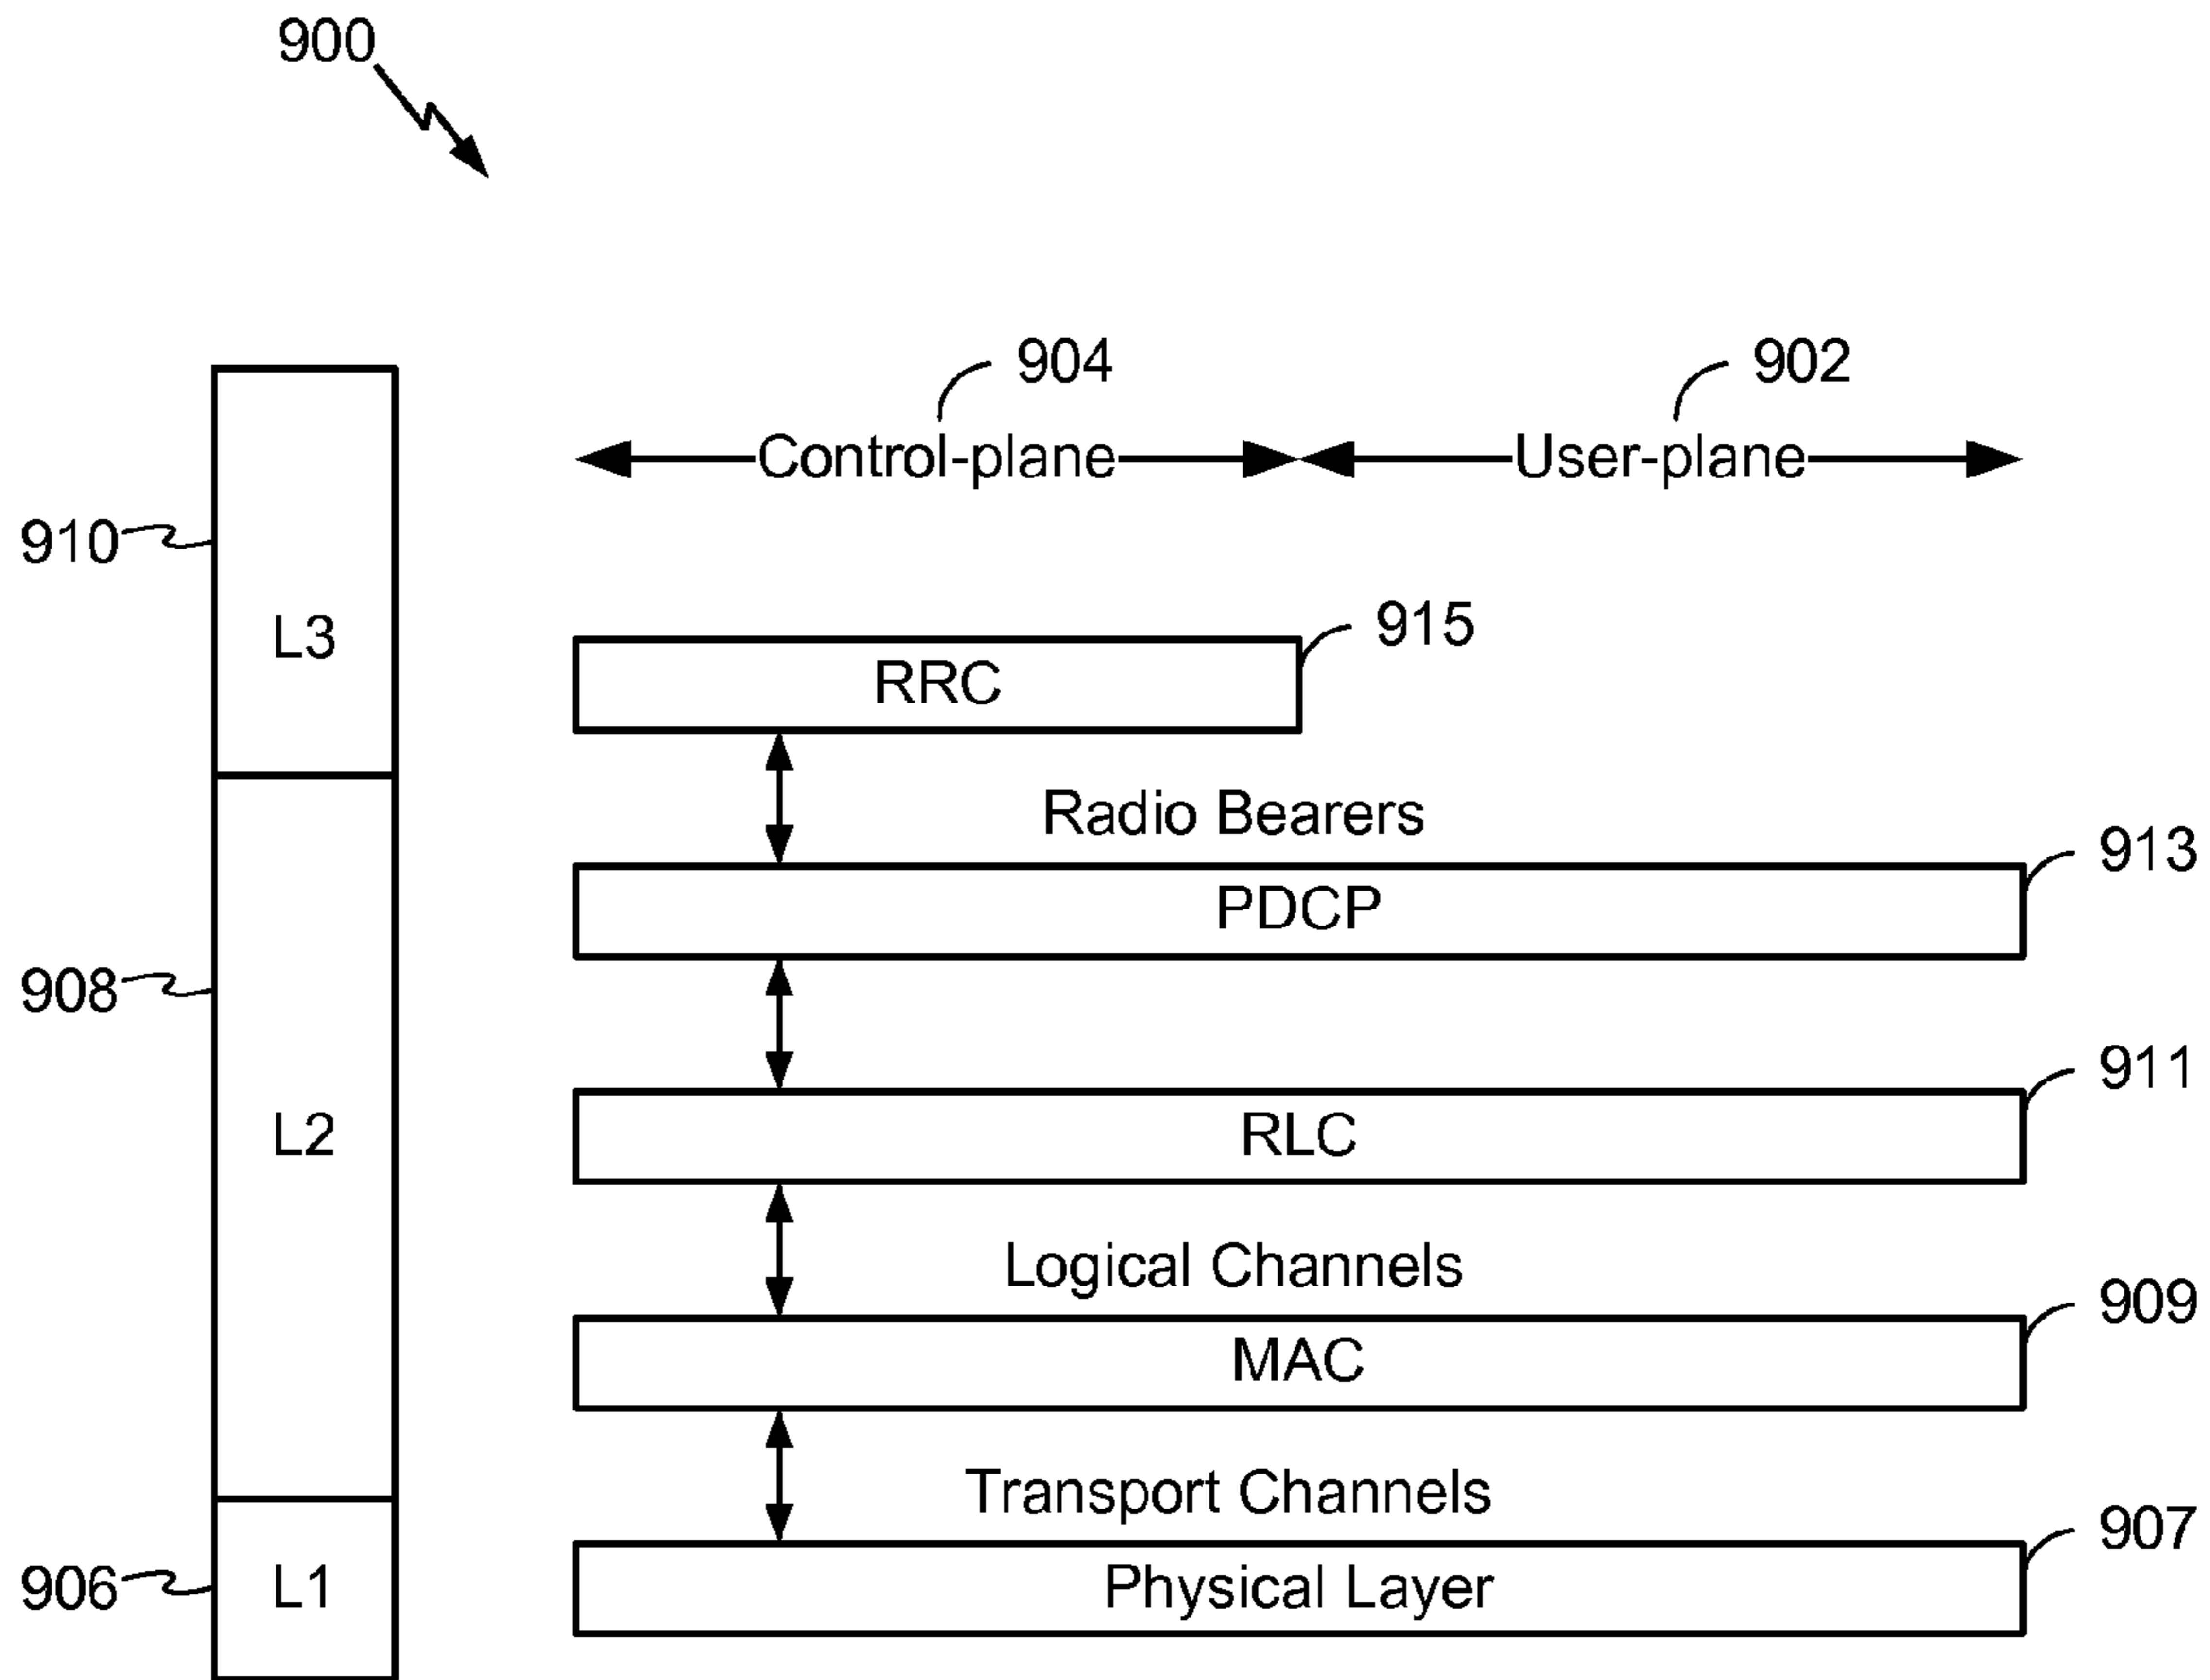 900
904
902
Control-plane
User-plane
910
L3
915
RRC
Radio Bearers
913
PDCP
908
L2
911
RLC
Logical Channels
909
MAC
Transport Channels
907
906
L1
Physical Layer